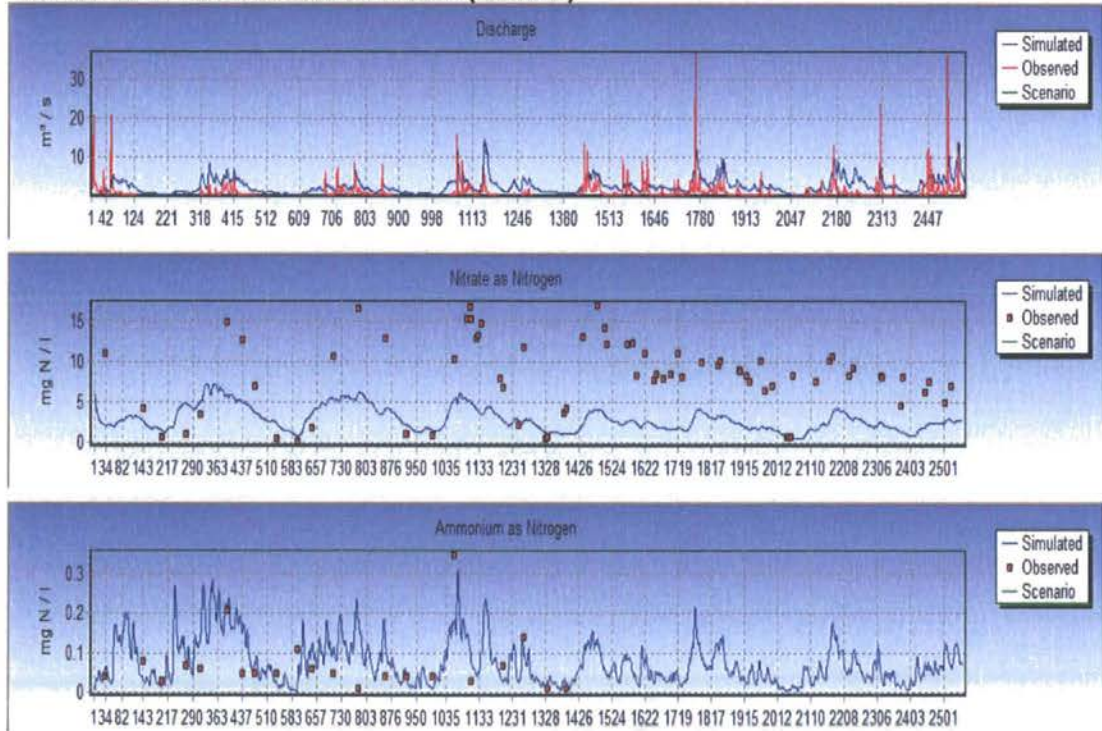 Discharge
m³ / s
30
20
10
1 42 124 221 318 415 512 609 706 803 900 998 1113 1246 1380 1513 1646 1780 1913 2047 2180 2313 2447
Simulated
Observed
Scenario
Nitrate as Nitrogen
mg N / l
15
10
5
0
134 82 143 217 290 363 437 510 583 657 730 803 876 950 1035 1133 1231 1328 1426 1524 1622 1719 1817 1915 2012 2110 2208 2306 2403 2501
Simulated
Observed
Scenario
Ammonium as Nitrogen
mg N / l
0.3
0.2
0.1
0
134 82 143 217 290 363 437 510 583 657 730 803 876 950 1035 1133 1231 1328 1426 1524 1622 1719 1817 1915 2012 2110 2208 2306 2403 2501
Simulated
Observed
Scenario